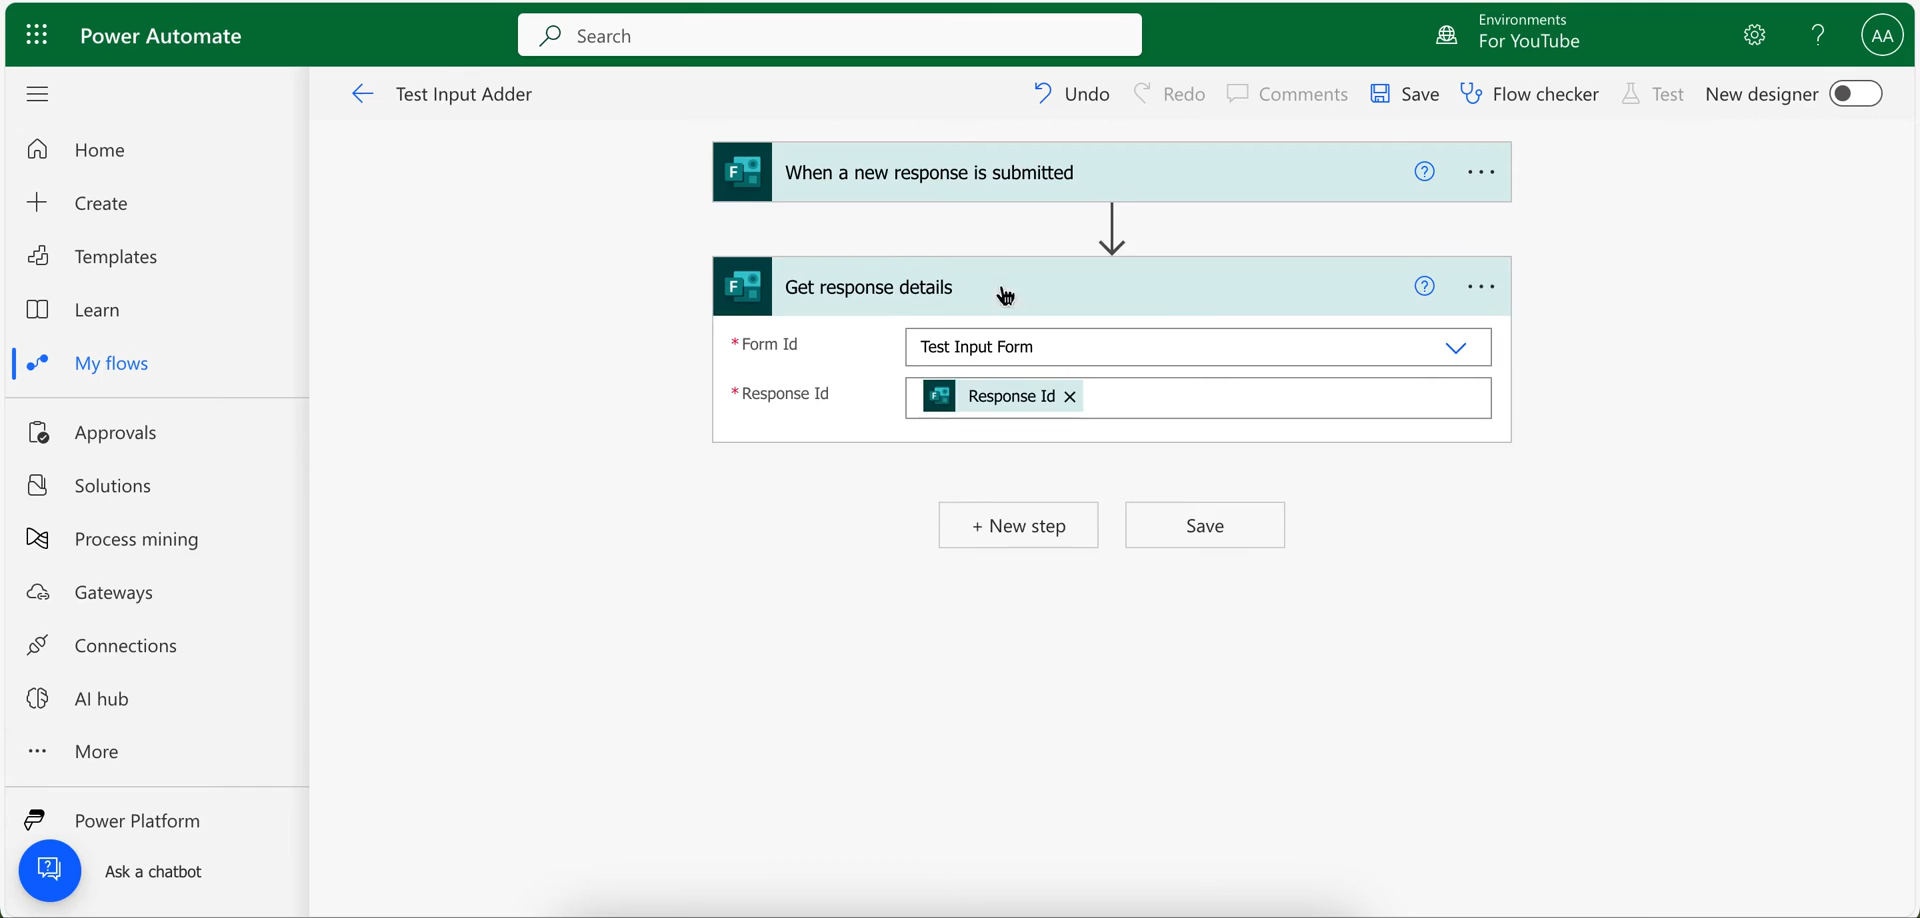 Power Automate
Search
Environments
For YouTube
?
AA
Test Input Adder
Undo
Redo
Comments
Save
Flow checker
Test
New designer
Home
Create
Templates
Learn
My flows
Approvals
Solutions
Process mining
Gateways
Connections
AI hub
More
Power Platform
Ask a chatbot
F
When a new response is submitted
?
F
Get response details
?
*Form Id
Test Input Form
*Response Id
F
Response Id
+ New step
Save